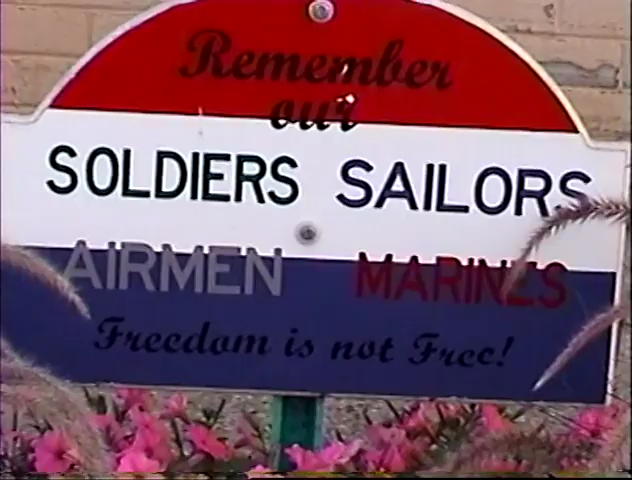 Remember
our
SOLDIERS SAILORS
AIRMEN MARINES
Freedom is not Free!